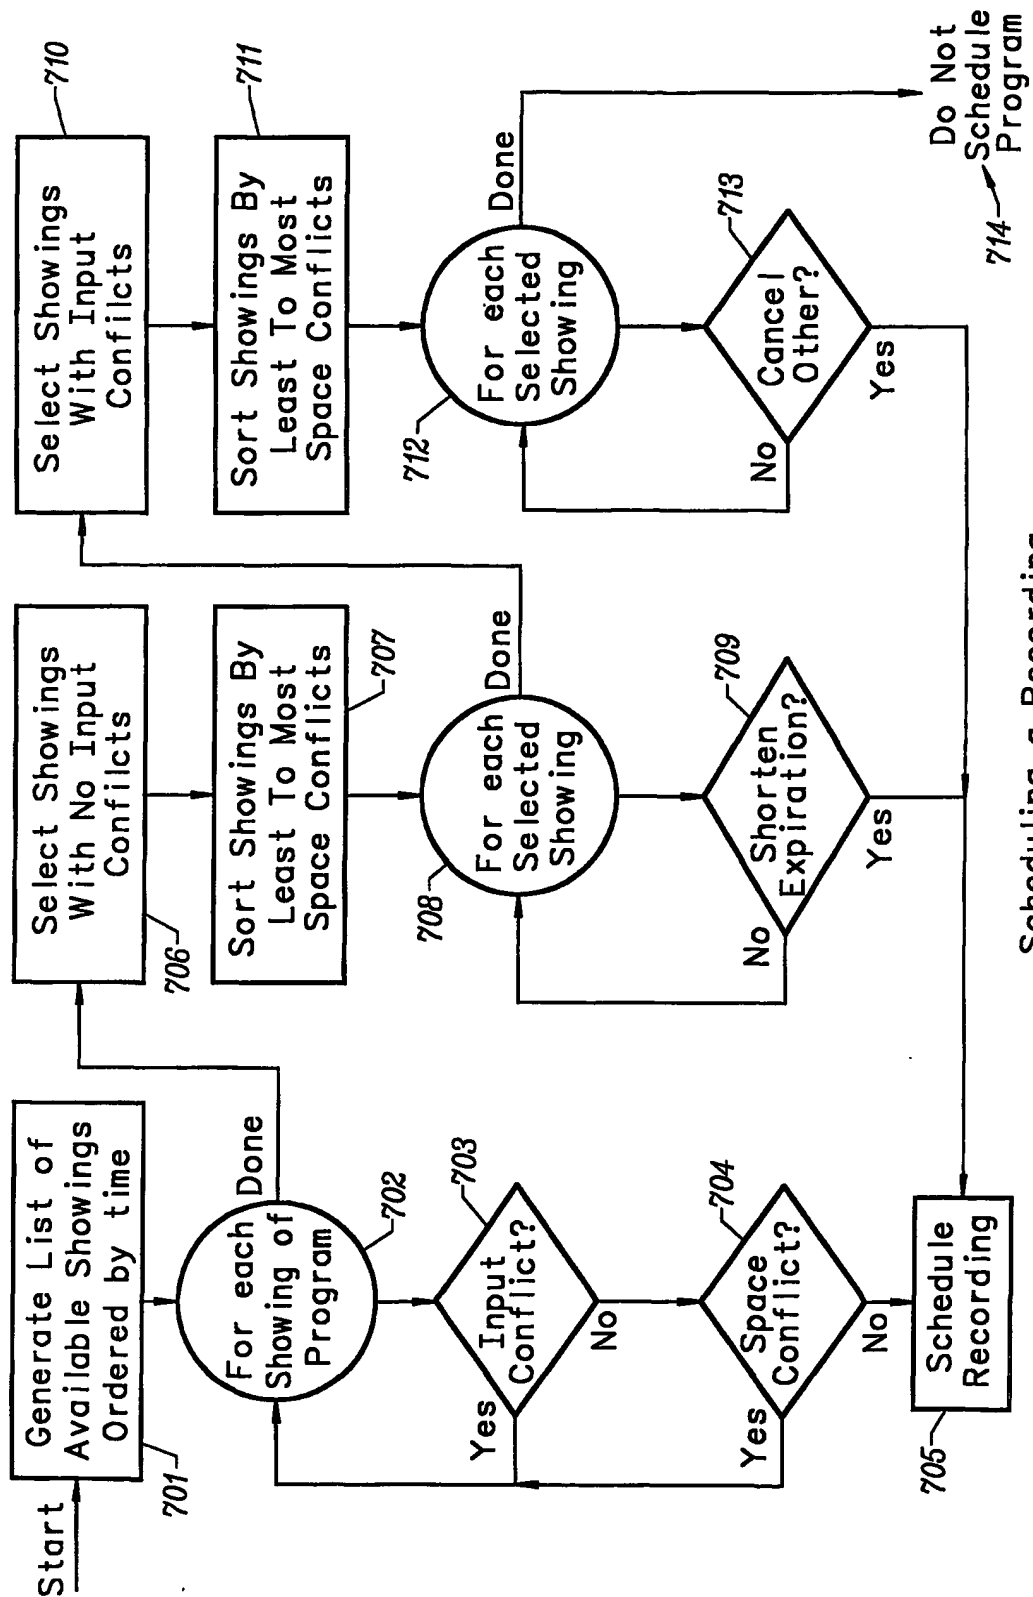 Start
Generate List of
Available Showings
Ordered by time
701
For each
Showing of
Program
Done
702
Input
Conflict?
703
Yes
No
Space
Conflict?
704
Yes
No
Schedule
Recording
705
Select Showings
With No Input
Confilcts
706
Sort Showings By
Least To Most
Space Conflicts
707
For each
Selected
Showing
Done
708
Shorten
Expiration?
709
No
Yes
Select Showings
With Input
Confilcts
710
Sort Showings By
Least To Most
Space Conflicts
711
For each
Selected
Showing
Done
712
Cancel
Other?
713
No
Yes
Do Not
Schedule
Program
714
Scheduling a Recording